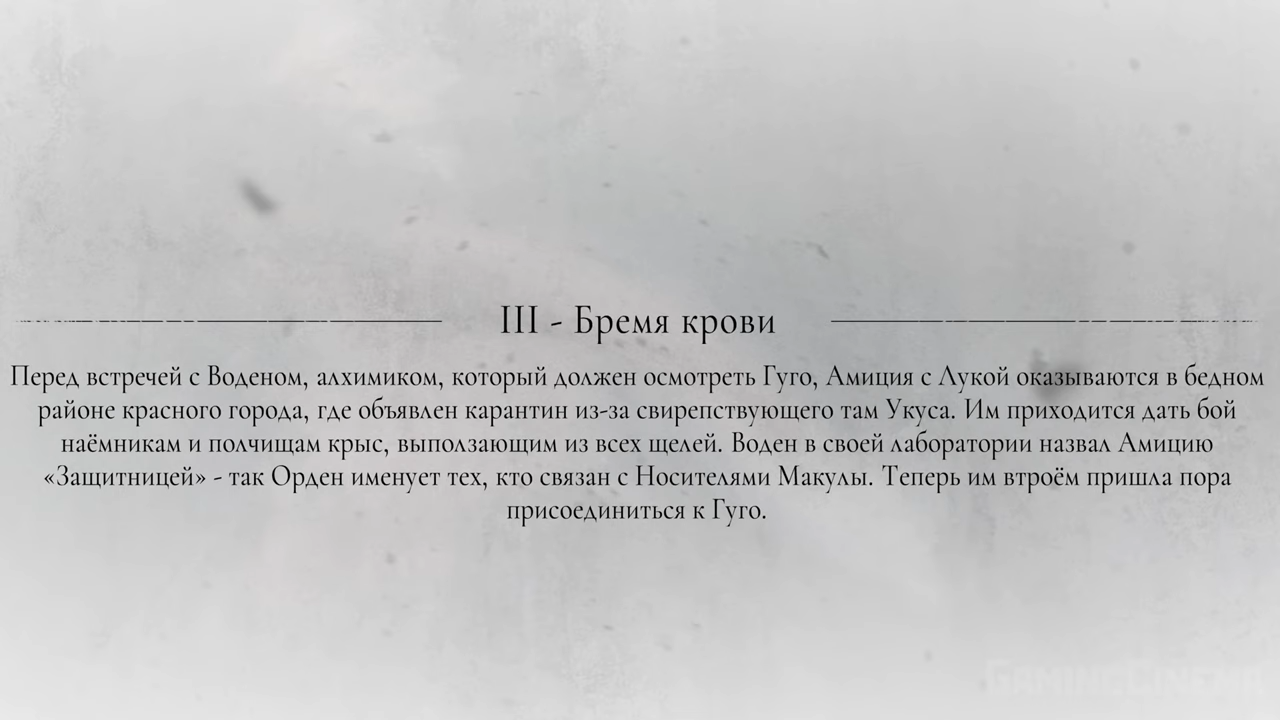 III - Бремя крови
Перед встречей с Воденом, алхимиком, который должен осмотреть Гуго, Амиция с Лукой оказываются в бедном
районе красного города, где объявлен карантин из-за свирепствующего там Укуса. Им приходится дать бой
наёмникам и полчищам крыс, выползающим из всех щелей. Воден в своей лаборатории назвал Амицию
«Защитницей» - так Орден именует тех, кто связан с Носителями Макулы. Теперь им втроём пришла пора
присоединиться к Гуго.
GamingCinema